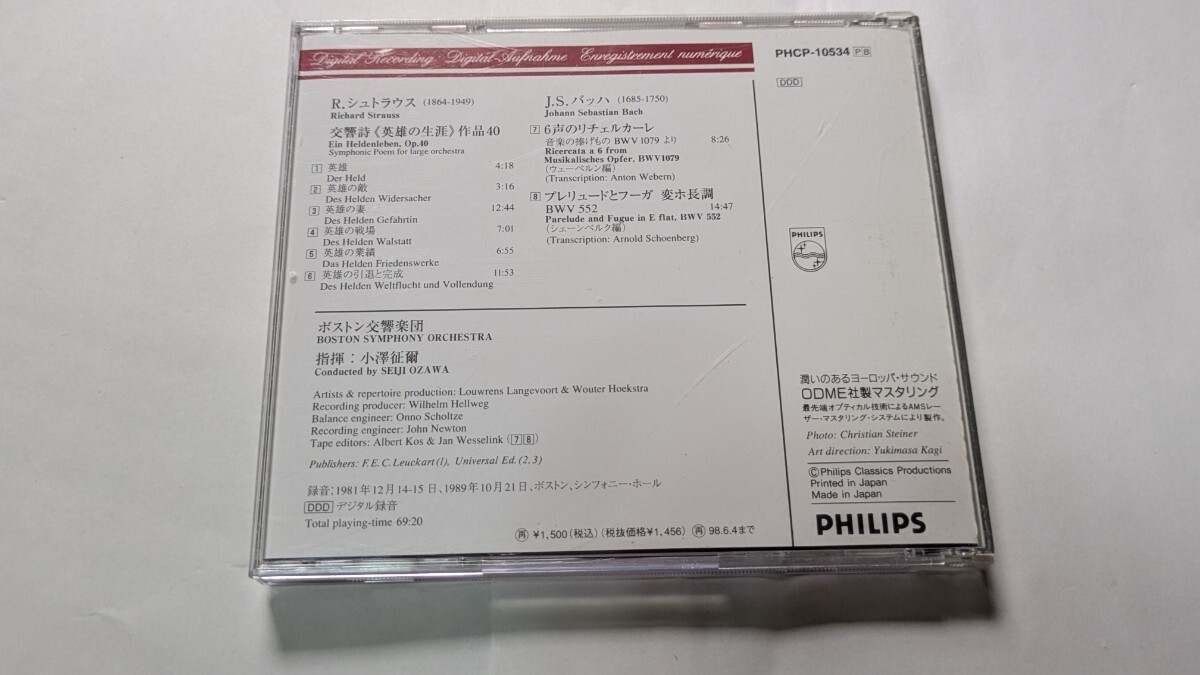 Digital Recording Digital-Aufnahme Enregistrement numérique
R.シュトラウス (1864-1949)
Richard Strauss
交響詩《英雄の生涯》作品40
Ein Heldenleben, Op.40
Symphonic Poem for large orchestra
1 英雄 4:18
Der Held
2 英雄の敵 3:16
Des Helden Widersacher
3 英雄の妻 12:44
Des Helden Gefährtin
4 英雄の戦場 7:01
Des Helden Walstatt
5 英雄の業績 6:55
Das Helden Friedenswerke
6 英雄の引退と完成 11:53
Des Helden Weltflucht und Vollendung
J.S.バッハ (1685-1750)
Johann Sebastian Bach
7 6声のリチェルカーレ
音楽の捧げもの BWV 1079 より 8:26
Ricercata a 6 from
Musikalisches Opfer, BWV1079
(ウェーベルン編)
(Transcription: Anton Webern)
8 プレリュードとフーガ 変ホ長調
BWV 552 14:47
Parelude and Fugue in E flat, BWV 552
(シェーンベルク編)
(Transcription: Arnold Schoenberg)
ボストン交響楽団
BOSTON SYMPHONY ORCHESTRA
指揮:小澤征爾
Conducted by SEIJI OZAWA
Artists & repertoire production: Louwrens Langevoort & Wouter Hoekstra
Recording producer: Wilhelm Hellweg
Balance engineer: Onno Scholtze
Recording engineer: John Newton
Tape editors: Albert Kos & Jan Wesselink (7 8)
Publishers: F.E.C.Leuckart(1), Universal Ed.(2,3)
録音:1981年12月14-15日、1989年10月21日、ボストン、シンフォニー・ホール
DDD デジタル録音
Total playing-time 69:20
再 ¥1,500(税込)(税抜価格¥1,456) 再 98.6.4まで
PHCP-10534 PB
DDD
PHILIPS
潤いのあるヨーロッパ・サウンド
ODME社製マスタリング
最先端オプティカル技術によるAMSレー
ザー・マスタリング・システムにより製作。
Photo: Christian Steiner
Art direction: Yukimasa Kagi
©Philips Classics Productions
Printed in Japan
Made in Japan
PHILIPS